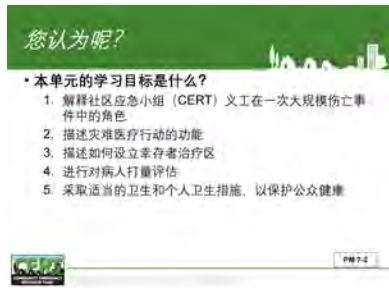 您认为呢?
• 本单元的学习目标是什么?
1. 解释社区应急小组（CERT）义工在一次大规模伤亡事
件中的角色
2. 描述灾难医疗行动的功能
3. 描述如何设立幸存者治疗区
4. 进行对病人打量评估
5. 采取适当的卫生和个人卫生措施，以保护公众健康
PM 7-2